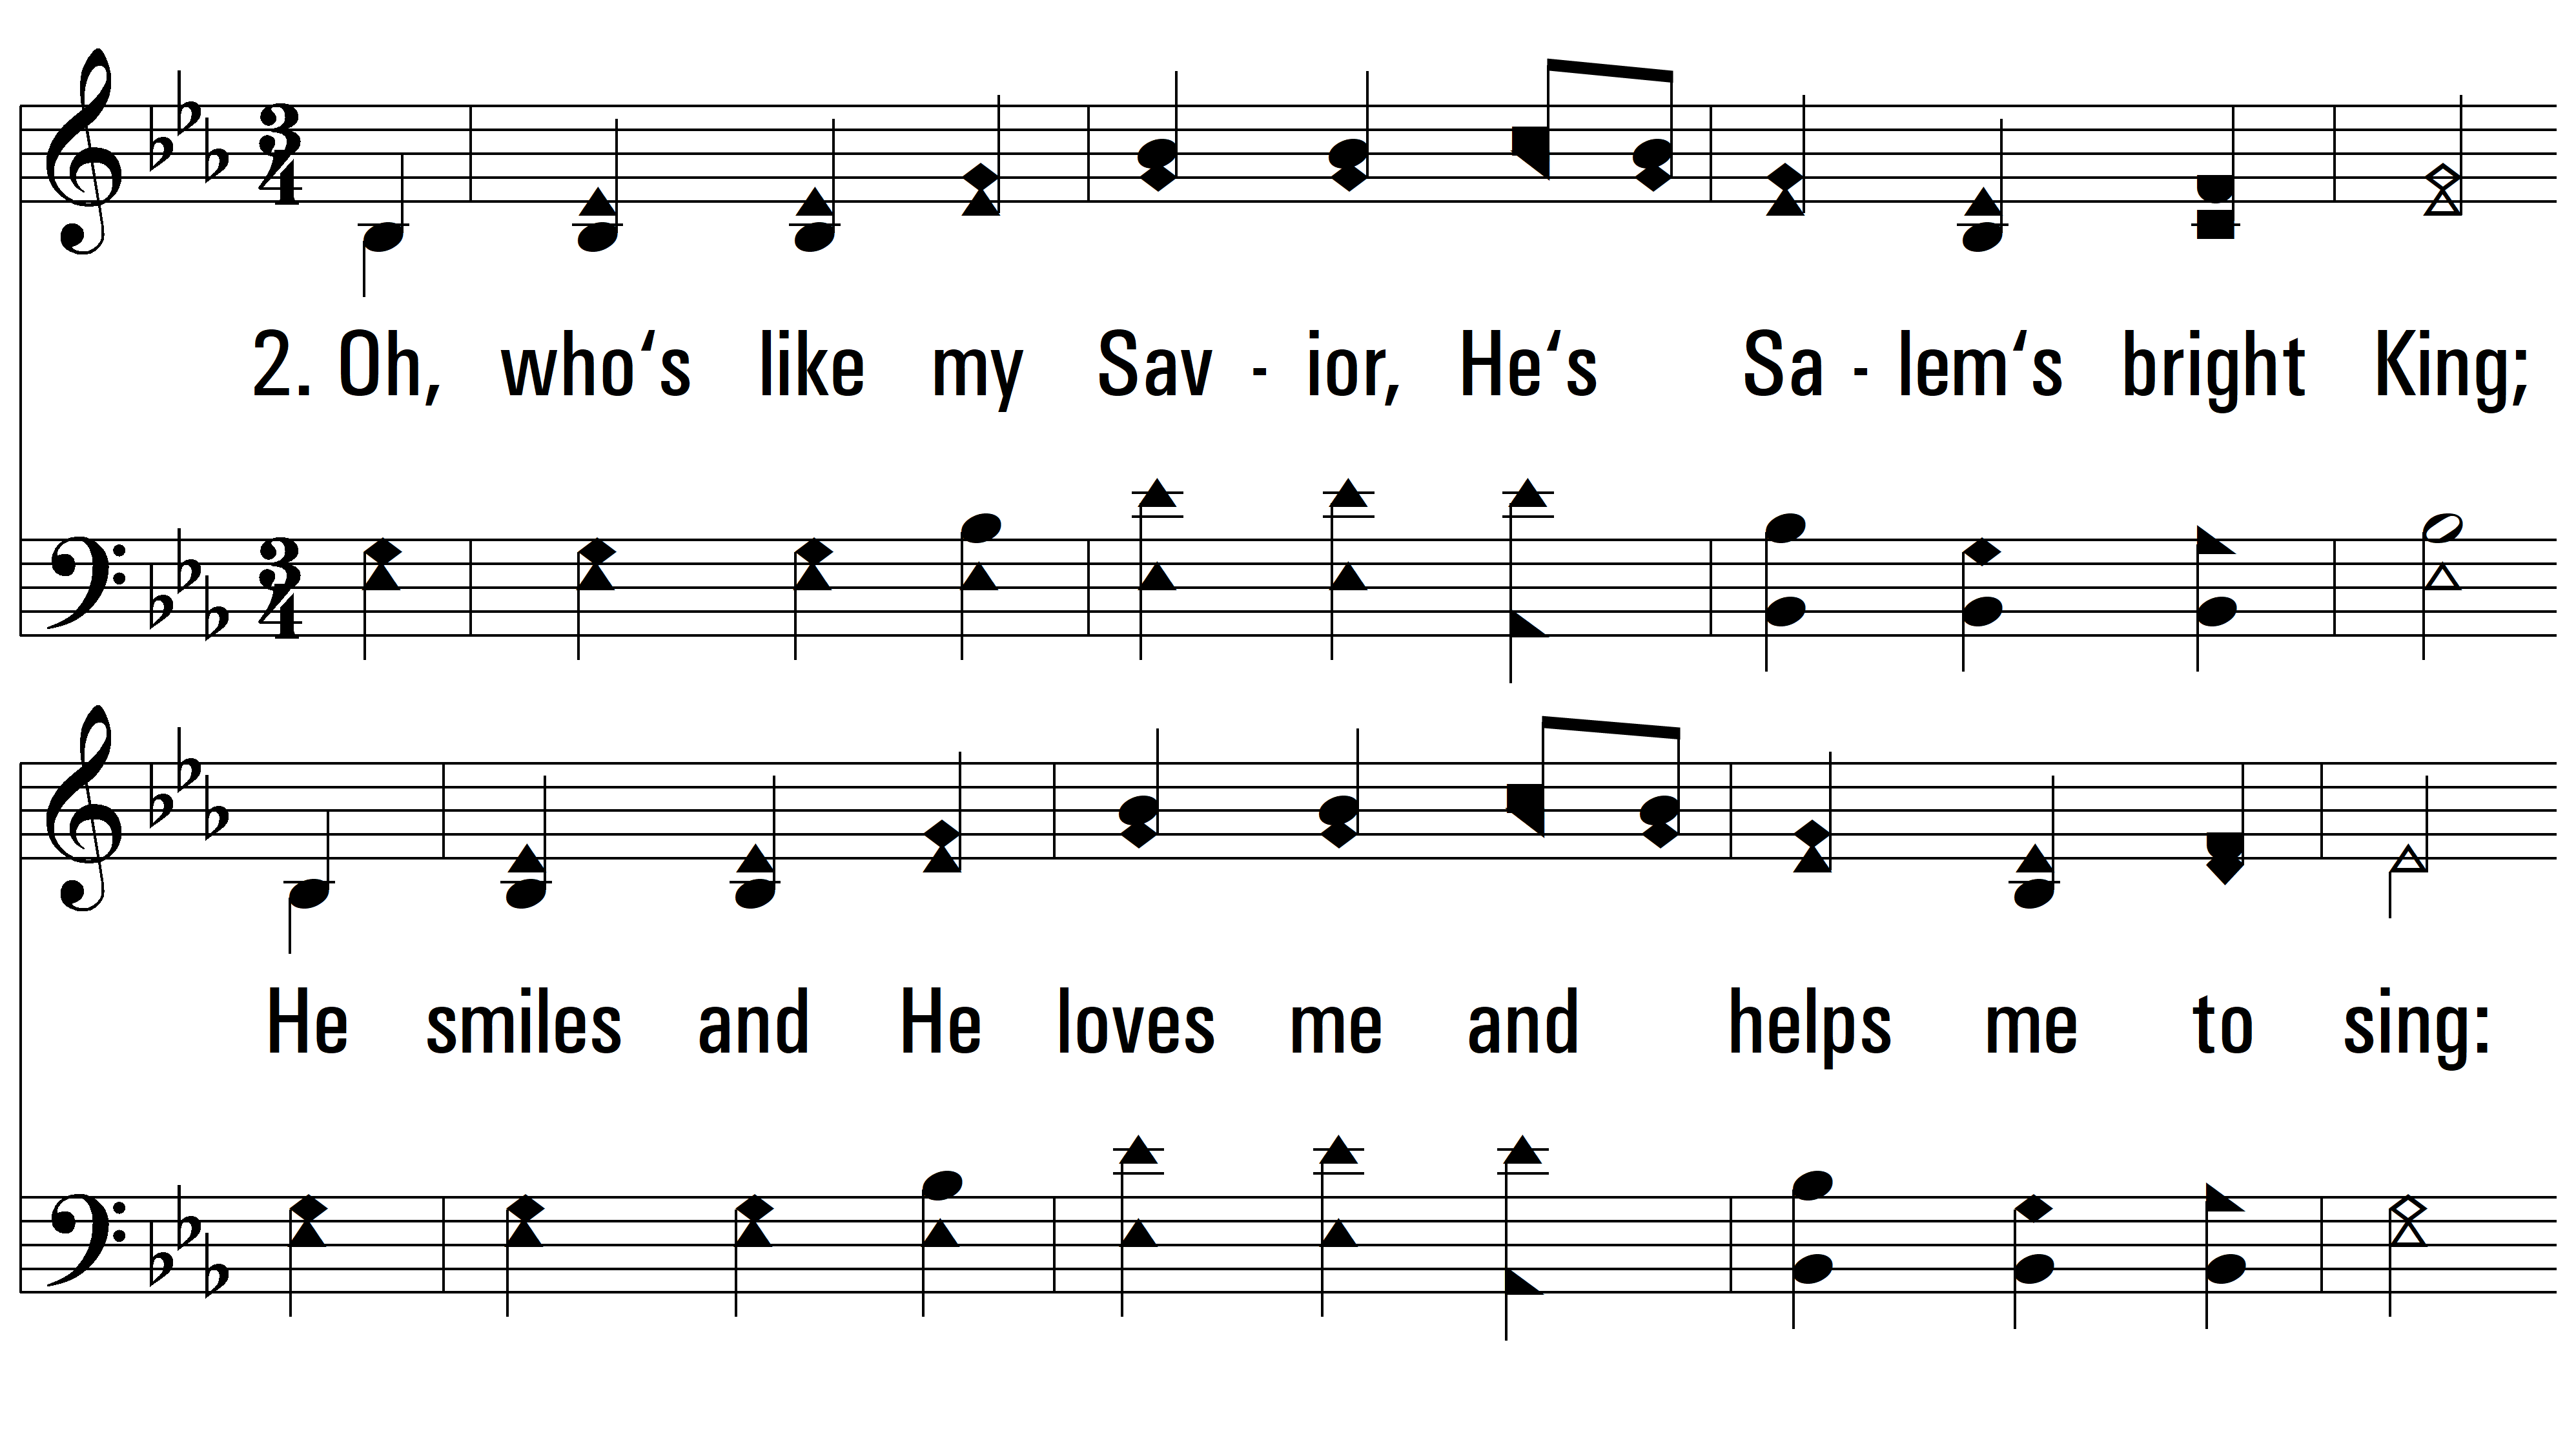 2. Oh, who‘s like my Sav - ior, He‘s Sa - lem‘s bright King;
He smiles and He loves me and helps me to sing: